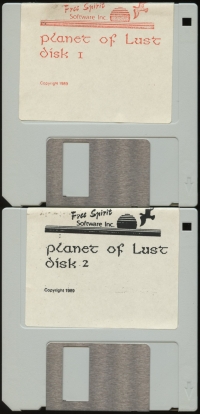 Free Spirit
Software Inc.
planet of Lust
disk 1
Copyright 1989
Free Spirit
Software Inc.
planet of Lust
disk 2
Copyright 1989